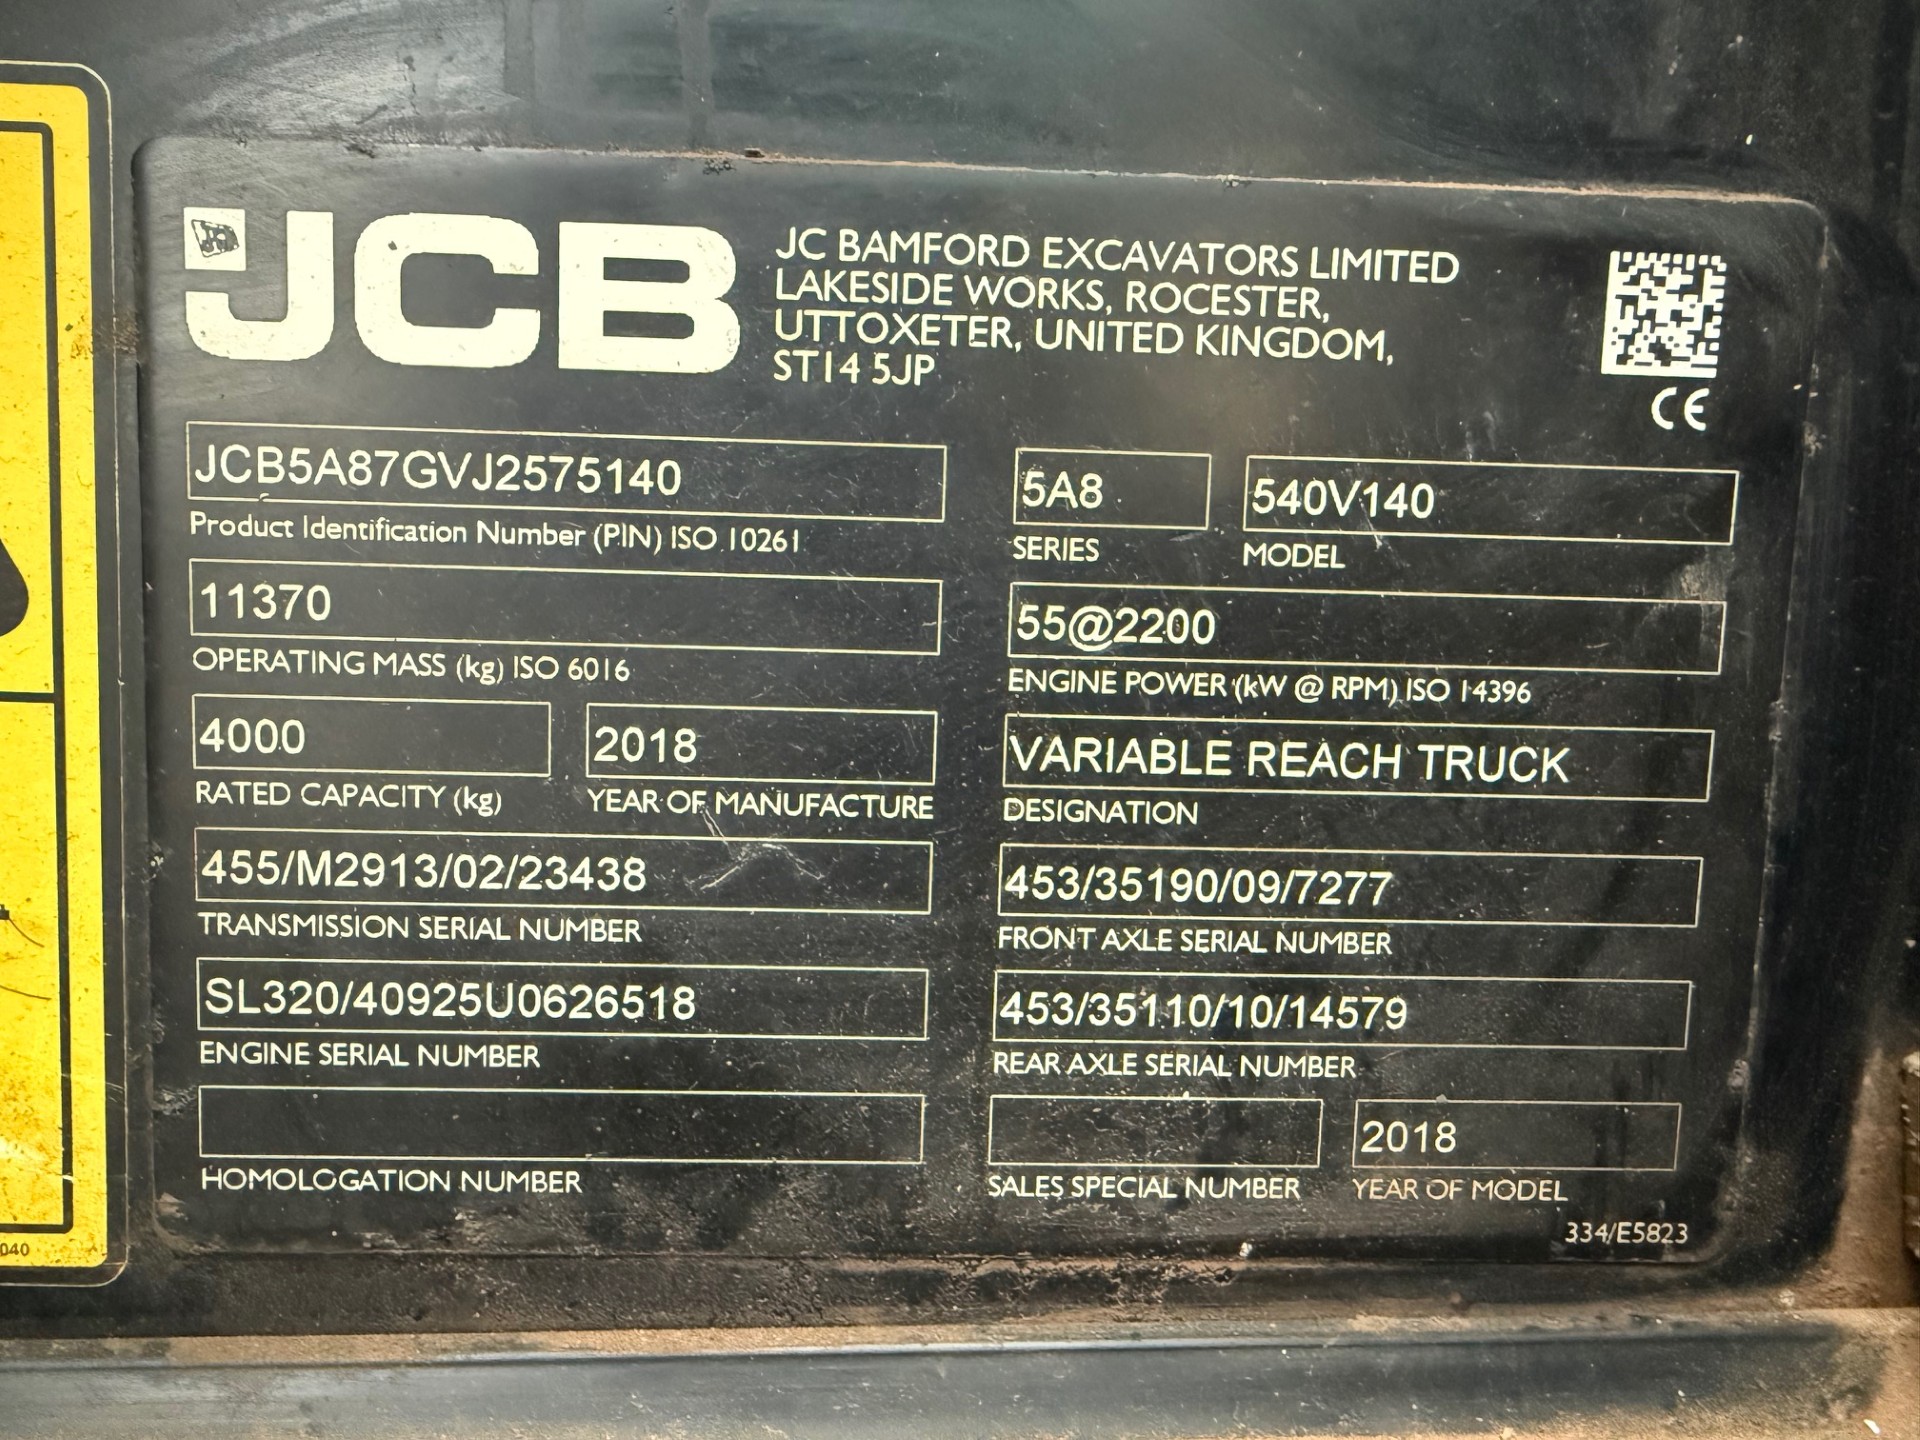 JCB
JC BAMFORD EXCAVATORS LIMITED
LAKESIDE WORKS, ROCESTER,
UTTOXETER, UNITED KINGDOM,
ST14 5JP
CE
JCB5A87GVJ2575140
Product Identification Number (PIN) ISO 10261
5A8
SERIES
540V140
MODEL
11370
OPERATING MASS (kg) ISO 6016
55@2200
ENGINE POWER (kW @ RPM) ISO 14396
4000
RATED CAPACITY (kg)
2018
YEAR OF MANUFACTURE
VARIABLE REACH TRUCK
DESIGNATION
455/M2913/02/23438
TRANSMISSION SERIAL NUMBER
453/35190/09/7277
FRONT AXLE SERIAL NUMBER
SL320/40925U0626518
ENGINE SERIAL NUMBER
453/35110/10/14579
REAR AXLE SERIAL NUMBER
HOMOLOGATION NUMBER
SALES SPECIAL NUMBER
2018
YEAR OF MODEL
334/E5823
040